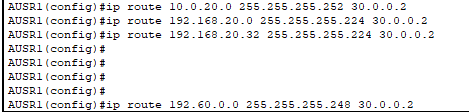 AUSR1(config)#ip route 10.0.20.0 255.255.255.252 30.0.0.2
AUSR1(config)#ip route 192.168.20.0 255.255.255.224 30.0.0.2
AUSR1(config)#ip route 192.168.20.32 255.255.255.224 30.0.0.2
AUSR1(config)#
AUSR1(config)#
AUSR1(config)#
AUSR1(config)#
AUSR1(config)#ip route 192.60.0.0 255.255.255.248 30.0.0.2